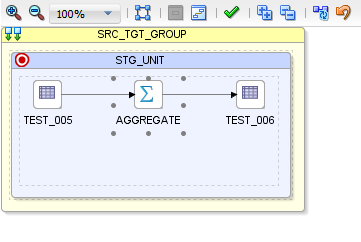 100%
SRC_TGT_GROUP
STG_UNIT
TEST_005
AGGREGATE
TEST_006